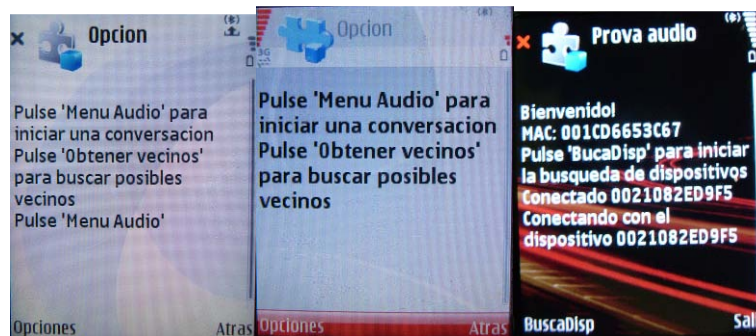 Opcion
Pulse 'Menu Audio' para
iniciar una conversacion
Pulse 'Obtener vecinos'
para buscar posibles
vecinos
Pulse 'Menu Audio'
Opciones
Atras
3G
Opcion
Pulse 'Menu Audio' para
iniciar una conversacion
Pulse 'Obtener vecinos'
para buscar posibles
vecinos
Opciones
Atras
Prova audio
Bienvenido!
MAC: 001CD6653C67
Pulse 'BucaDisp' para iniciar
la busqueda de dispositivos
Conectado 0021082ED9F5
Conectando con el
dispositivo 0021082ED9F5
BuscaDisp
Sal